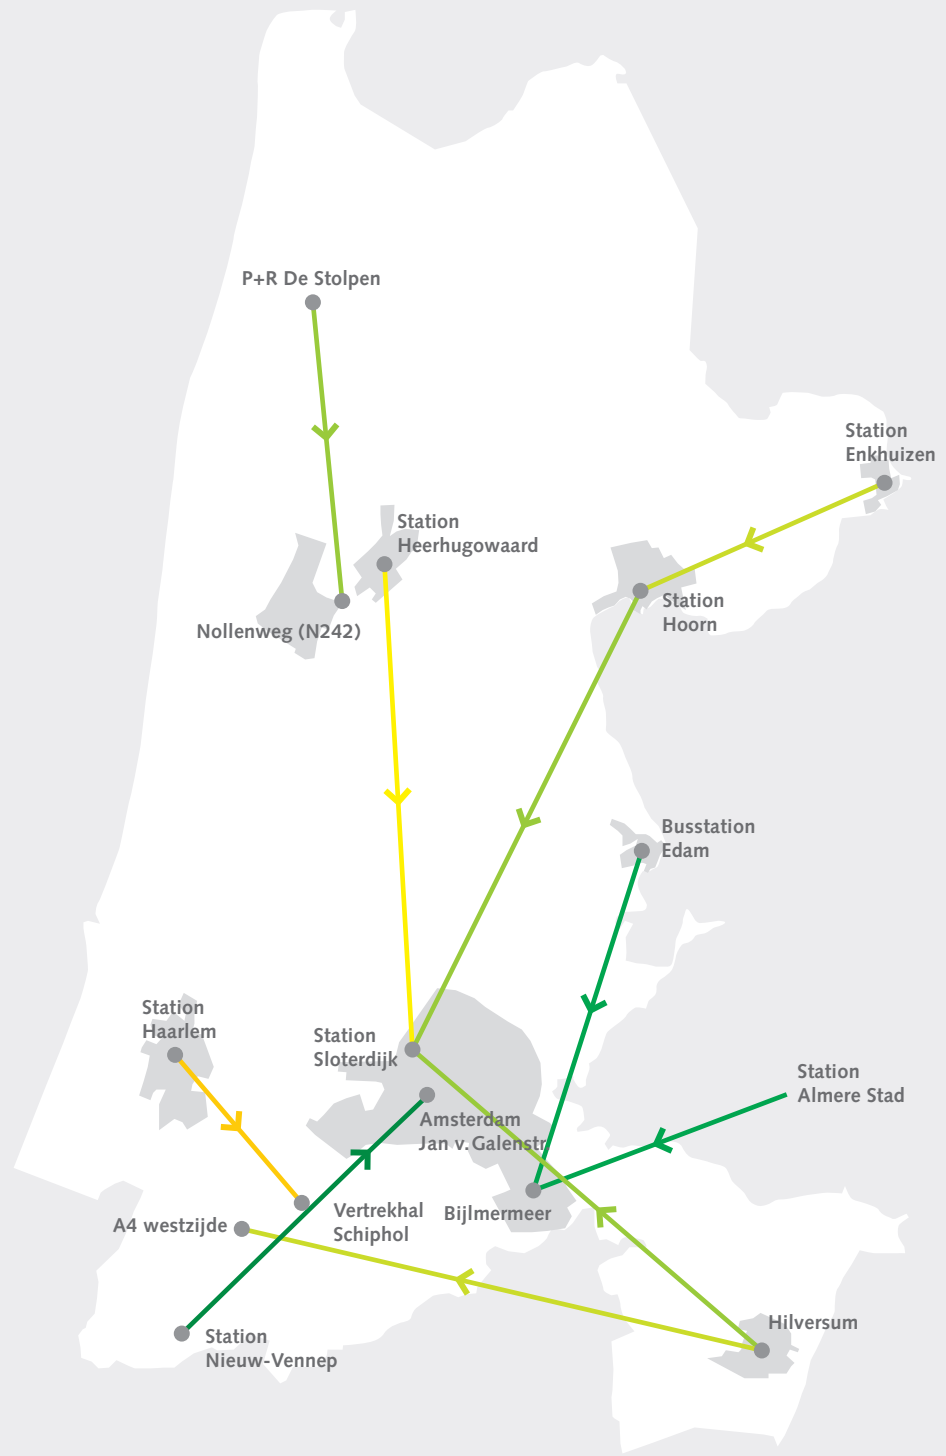 P+R De Stolpen
Station
Enkhuizen
Station
Heerhugowaard
Station
Hoorn
Nollenweg (N242)
Busstation
Edam
Station
Haarlem
Station
Sloterdijk
Station
Almere Stad
Amsterdam
Jan v. Galenstr
Vertrekhal
Schiphol
Bijlmermeer
A4 westzijde
Station
Nieuw-Vennep
Hilversum